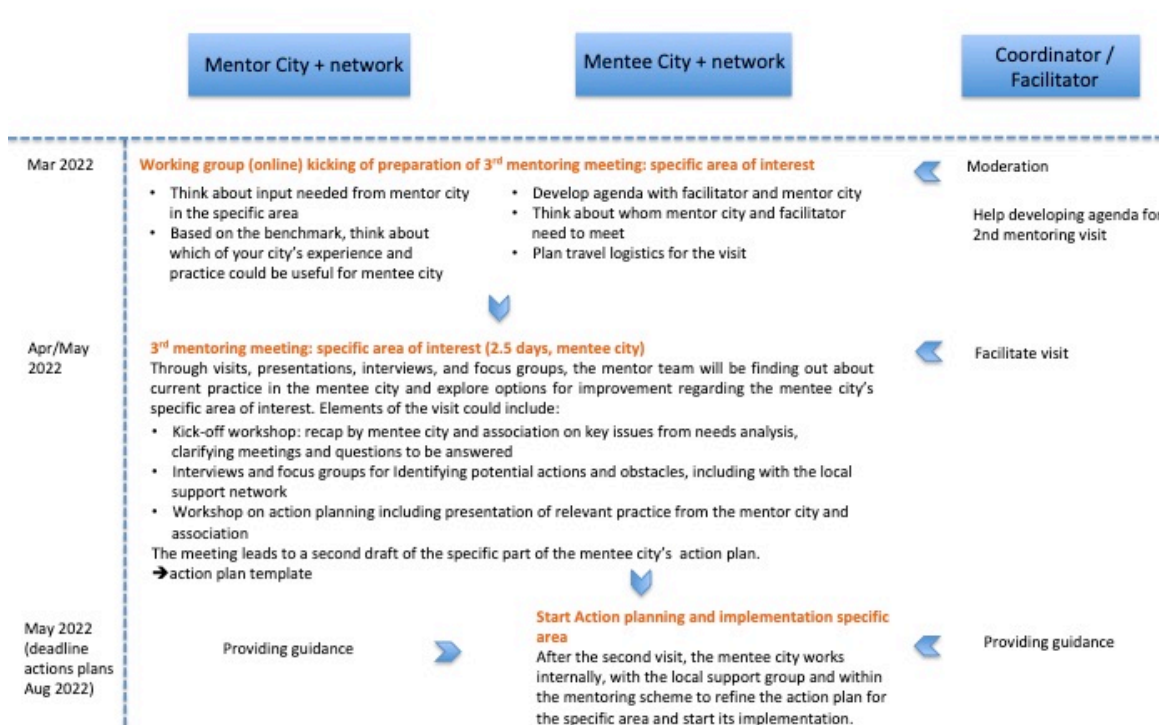 Mentor City + network
Mentee City + network
Coordinator /
Facilitator
Mar 2022
Working group (online) kicking of preparation of 3rd mentoring meeting: specific area of interest
• Think about input needed from mentor city
in the specific area
• Based on the benchmark, think about
which of your city's experience and
practice could be useful for mentee city
• Develop agenda with facilitator and mentor city
• Think about whom mentor city and facilitator
need to meet
• Plan travel logistics for the visit
Moderation
Help developing agenda for
2nd mentoring visit
Apr/May
2022
3rd mentoring meeting: specific area of interest (2.5 days, mentee city)
Through visits, presentations, interviews, and focus groups, the mentor team will be finding out about
current practice in the mentee city and explore options for improvement regarding the mentee city's
specific area of interest. Elements of the visit could include:
• Kick-off workshop: recap by mentee city and association on key issues from needs analysis,
clarifying meetings and questions to be answered
• Interviews and focus groups for Identifying potential actions and obstacles, including with the local
support network
• Workshop on action planning including presentation of relevant practice from the mentor city and
association
The meeting leads to a second draft of the specific part of the mentee city's action plan.
➔action plan template
Facilitate visit
May 2022
(deadline
actions plans
Aug 2022)
Providing guidance
Start Action planning and implementation specific
area
After the second visit, the mentee city works
internally, with the local support group and within
the mentoring scheme to refine the action plan for
the specific area and start its implementation.
Providing guidance